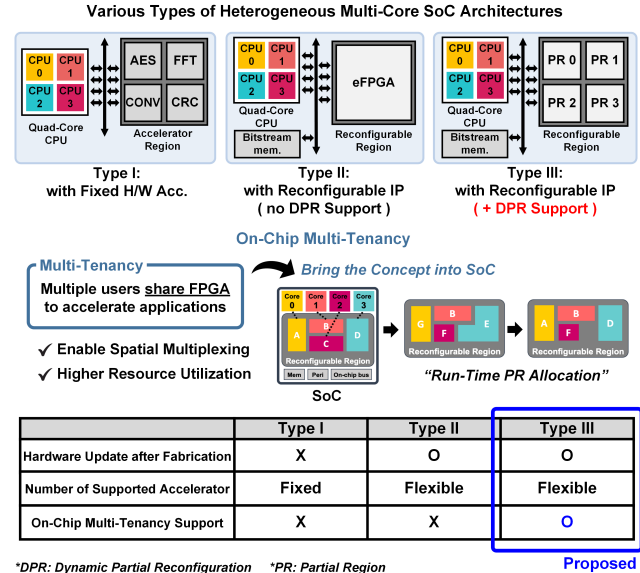 Various Types of Heterogeneous Multi-Core SoC Architectures
CPU 0
CPU 1
CPU 2
CPU 3
Quad-Core
CPU
AES
FFT
CONV
CRC
Accelerator
Region
Type I:
with Fixed H/W Acc.
CPU 0
CPU 1
CPU 2
CPU 3
Quad-Core
CPU
Bitstream
mem.
eFPGA
Reconfigurable
Region
Type II:
with Reconfigurable IP
( no DPR Support )
CPU 0
CPU 1
CPU 2
CPU 3
Quad-Core
CPU
Bitstream
mem.
PR 0
PR 1
PR 2
PR 3
Reconfigurable
Region
Type III:
with Reconfigurable IP
( + DPR Support )
On-Chip Multi-Tenancy
Multi-Tenancy
Multiple users share FPGA
to accelerate applications
✓ Enable Spatial Multiplexing
✓ Higher Resource Utilization
Bring the Concept into SoC
Core 0
Core 1
Core 2
Core 3
A
B
C
D
Reconfigurable Region
Mem
Peri
On-chip bus
SoC
G
B
F
E
Reconfigurable Region
A
B
F
D
Reconfigurable Region
“Run-Time PR Allocation”
Type I Type II Type III
Hardware Update after Fabrication X O O
Number of Supported Accelerator Fixed Flexible Flexible
On-Chip Multi-Tenancy Support X X O
*DPR: Dynamic Partial Reconfiguration *PR: Partial Region
Proposed